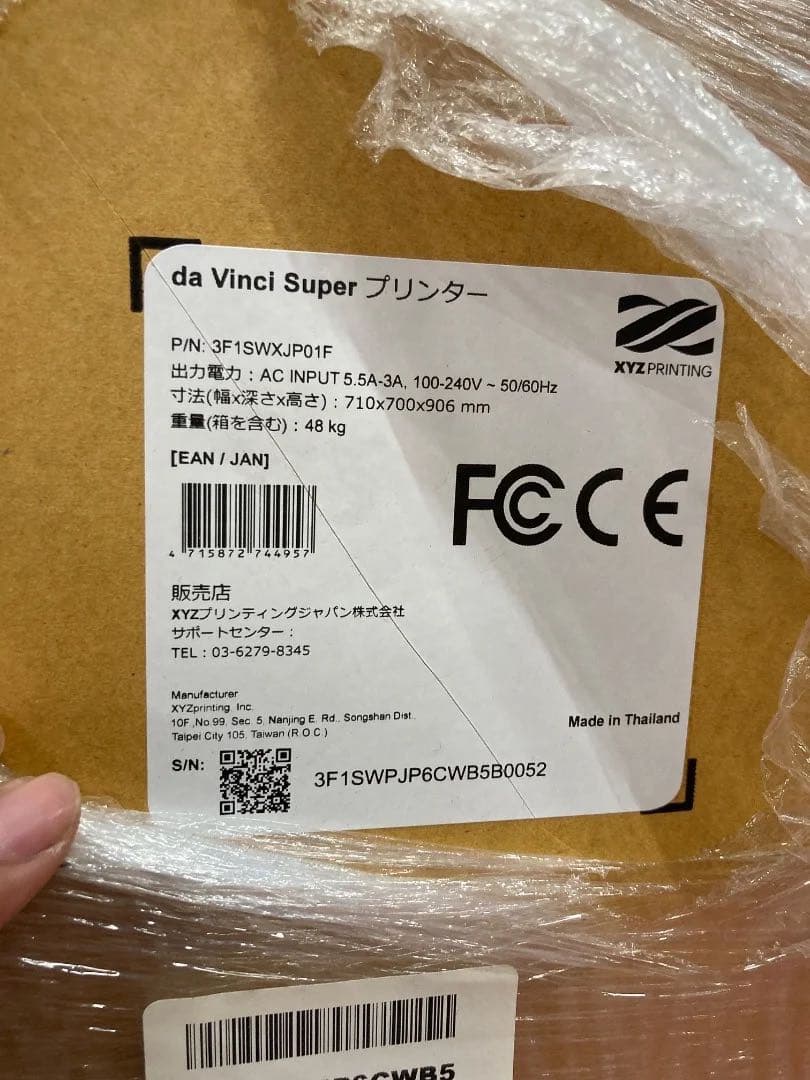 da Vinci Super プリンター
XYZPRINTING
P/N: 3F1SWXJP01F
出力電力：AC INPUT 5.5A-3A, 100-240V ~ 50/60Hz
寸法(幅x深さx高さ)：710x700x906 mm
重量(箱を含む)：48 kg
[EAN / JAN]
4 715872 744957
FC CE
販売店
XYZプリンティングジャパン株式会社
サポートセンター：
TEL：03-6279-8345
Manufacturer
XYZprinting, Inc.
10F.,No.99, Sec. 5, Nanjing E. Rd., Songshan Dist.,
Taipei City 105, Taiwan (R.O.C.)
Made in Thailand
S/N:
3F1SWPJP6CWB5B0052